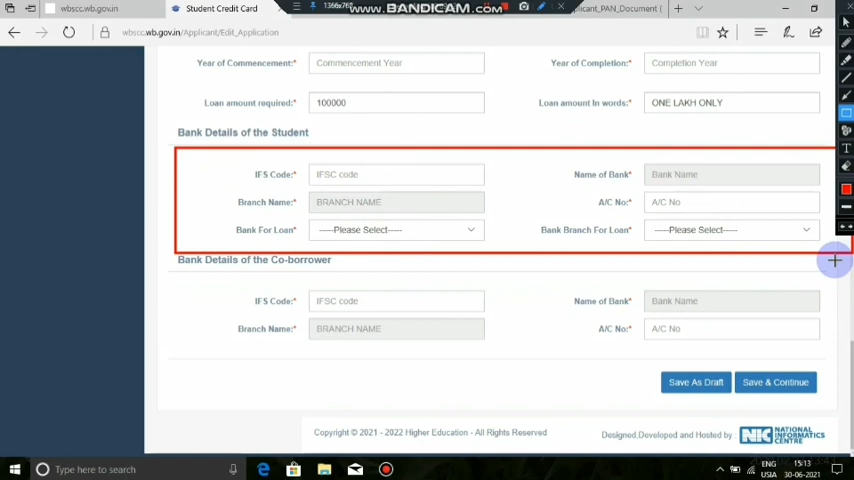 wbscc.wb.gov.in
Student Credit Card
1366x768
www.BANDICAM.com
plicant_PAN_Document (
wbscc.wb.gov.in/Applicant/Edit_Application
Year of Commencement:* Commencement Year Year of Completion:* Completion Year
Loan amount required:* 100000 Loan amount In words:* ONE LAKH ONLY
Bank Details of the Student
IFS Code:* IFSC code Name of Bank* Bank Name
Branch Name:* BRANCH NAME A/C No:* A/C No
Bank For Loan* -----Please Select----- Bank Branch For Loan* -----Please Select-----
Bank Details of the Co-borrower
IFS Code:* IFSC code Name of Bank* Bank Name
Branch Name:* BRANCH NAME A/C No:* A/C No
Save As Draft Save & Continue
Copyright © 2021 - 2022 Higher Education - All Rights Reserved Designed,Developed and Hosted by : NIC NATIONAL INFORMATICS CENTRE
Type here to search
ENG
USIA
15:13
30-06-2021